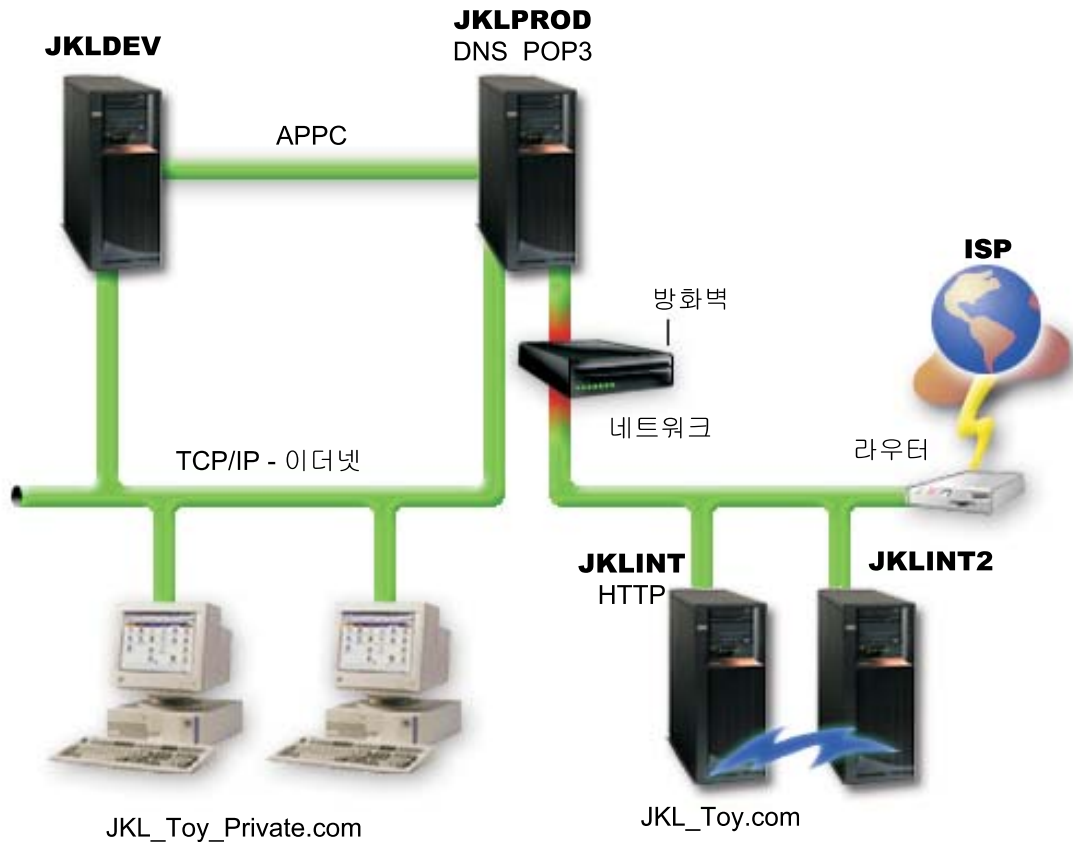 JKLDEV
JKLPROD
DNS POP3
APPC
ISP
방화벽
네트워크
라우터
TCP/IP - 이더넷
JKLINT
HTTP
JKLINT2
JKL_Toy_Private.com
JKL_Toy.com